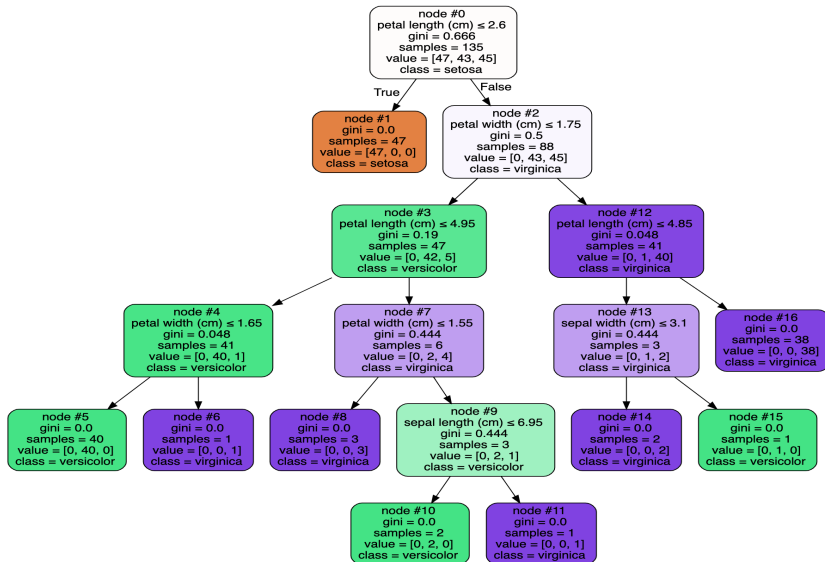 node #0
petal length (cm) ≤ 2.6
gini = 0.666
samples = 135
value = [47, 43, 45]
class = setosa
True
False
node #1
gini = 0.0
samples = 47
value = [47, 0, 0]
class = setosa
node #2
petal width (cm) ≤ 1.75
gini = 0.5
samples = 88
value = [0, 43, 45]
class = virginica
node #3
petal length (cm) ≤ 4.95
gini = 0.19
samples = 47
value = [0, 42, 5]
class = versicolor
node #12
petal length (cm) ≤ 4.85
gini = 0.048
samples = 41
value = [0, 1, 40]
class = virginica
node #4
petal width (cm) ≤ 1.65
gini = 0.048
samples = 41
value = [0, 40, 1]
class = versicolor
node #7
petal width (cm) ≤ 1.55
gini = 0.444
samples = 6
value = [0, 2, 4]
class = virginica
node #13
sepal width (cm) ≤ 3.1
gini = 0.444
samples = 3
value = [0, 1, 2]
class = virginica
node #16
gini = 0.0
samples = 38
value = [0, 0, 38]
class = virginica
node #5
gini = 0.0
samples = 40
value = [0, 40, 0]
class = versicolor
node #6
gini = 0.0
samples = 1
value = [0, 0, 1]
class = virginica
node #8
gini = 0.0
samples = 3
value = [0, 0, 3]
class = virginica
node #9
sepal length (cm) ≤ 6.95
gini = 0.444
samples = 3
value = [0, 2, 1]
class = versicolor
node #14
gini = 0.0
samples = 2
value = [0, 0, 2]
class = virginica
node #15
gini = 0.0
samples = 1
value = [0, 1, 0]
class = versicolor
node #10
gini = 0.0
samples = 2
value = [0, 2, 0]
class = versicolor
node #11
gini = 0.0
samples = 1
value = [0, 0, 1]
class = virginica